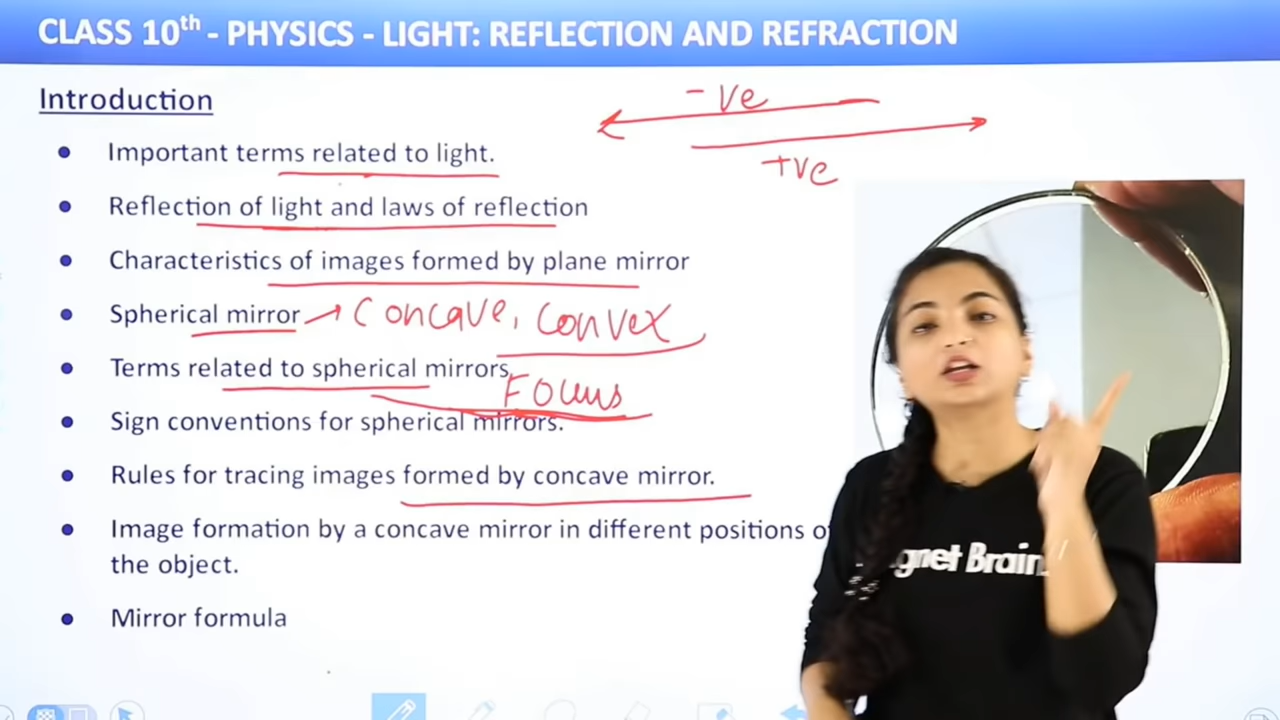 CLASS 10th - PHYSICS - LIGHT: REFLECTION AND REFRACTION
Introduction
-ve
+ve
• Important terms related to light.
• Reflection of light and laws of reflection
• Characteristics of images formed by plane mirror
• Spherical mirror → Concave, convex
• Terms related to spherical mirrors.
Focus
• Sign conventions for spherical mirrors.
• Rules for tracing images formed by concave mirror.
• Image formation by a concave mirror in different positions of
the object.
• Mirror formula
gnet Brain